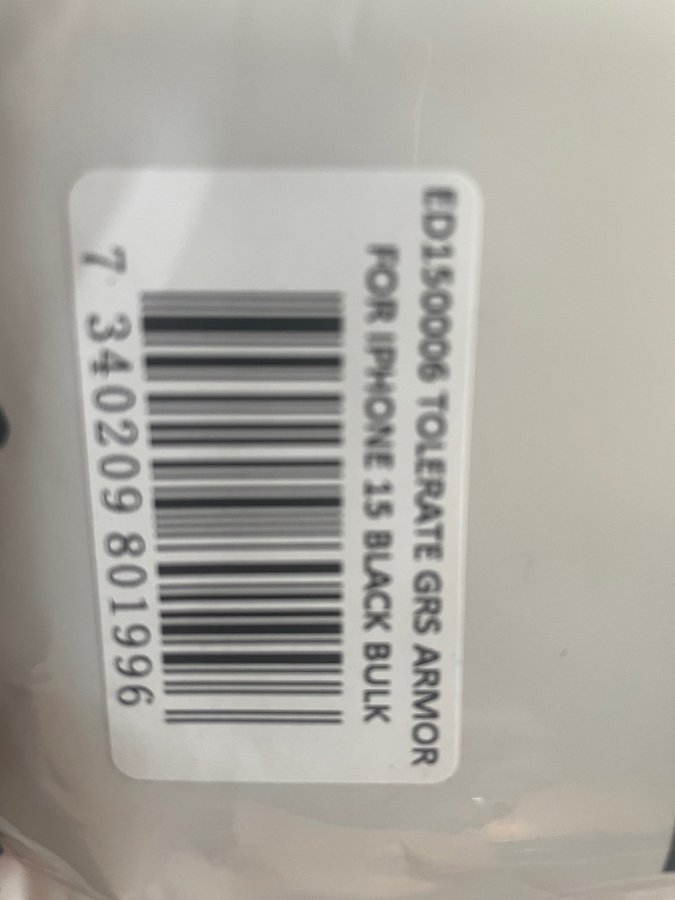 ED150006 TOLERATE GRS ARMOR
FOR IPHONE 15 BLACK BULK
7 340209 801996